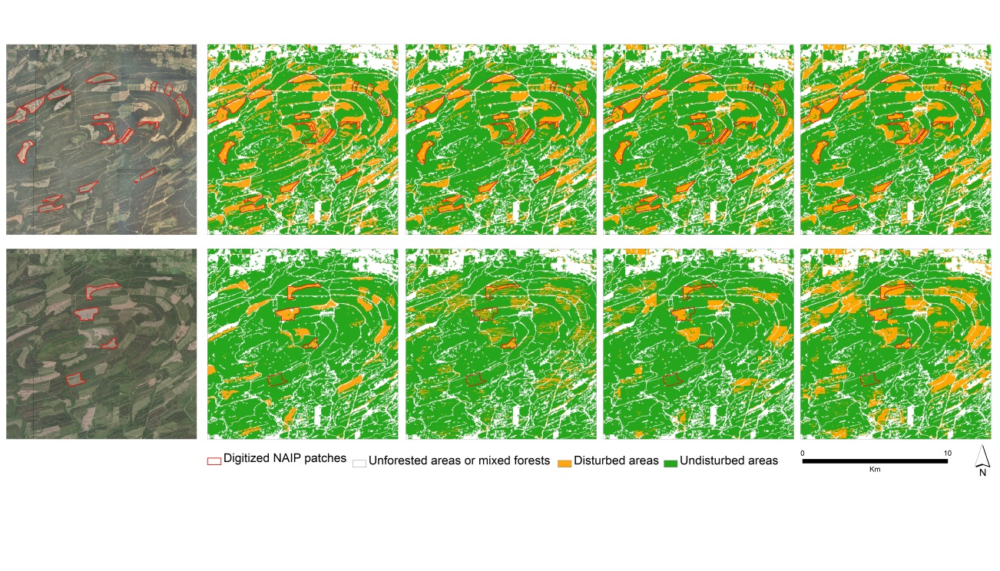 Digitized NAIP patches Unforested areas or mixed forests Disturbed areas Undisturbed areas
0 10
Km
N